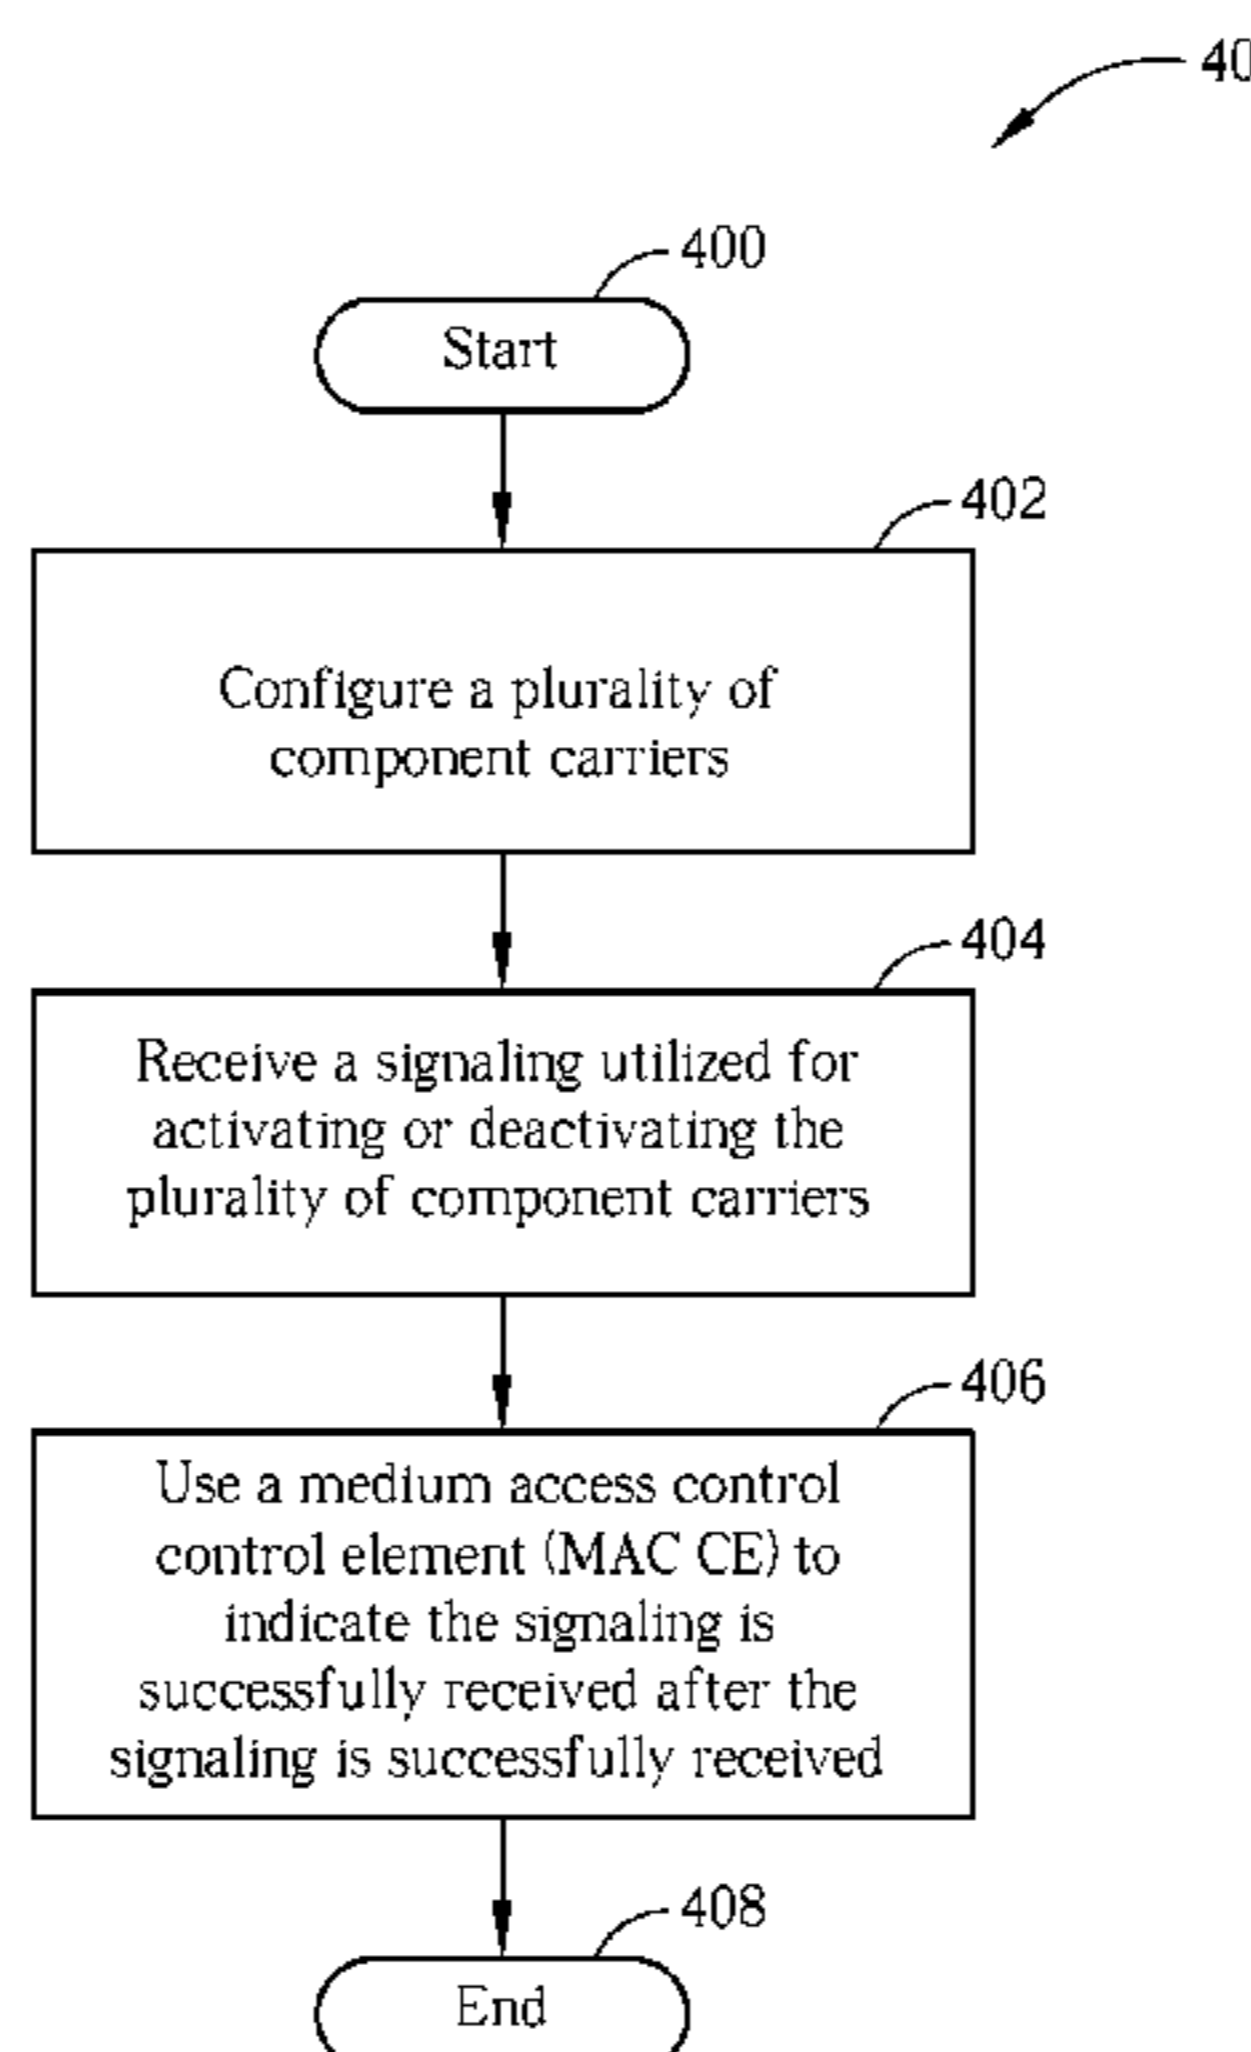 40
400
Start
402
Configure a plurality of
component carriers
404
Receive a signaling utilized for
activating or deactivating the
plurality of component carriers
406
Use a medium access control
control element (MAC CE) to
indicate the signaling is
successfully received after the
signaling is successfully received
408
End